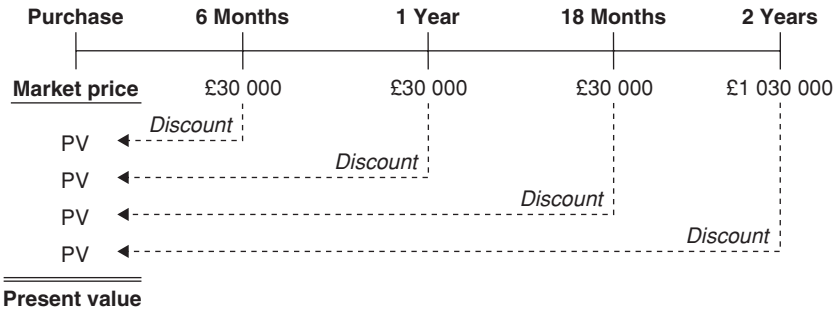 Purchase 6 Months 1 Year 18 Months 2 Years
Market price £30 000 £30 000 £30 000 £1 030 000
Discount
PV
Discount
PV
Discount
PV
Discount
PV
Present value